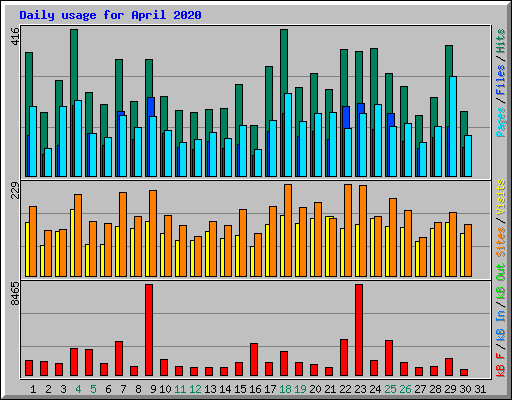 Daily usage for April 2020
416
Pages / Files / Hits
229
Sites / Visits
8465
kB F / kB In / kB Out
1 2 3 4 5 6 7 8 9 10 11 12 13 14 15 16 17 18 19 20 21 22 23 24 25 26 27 28 29 30 31